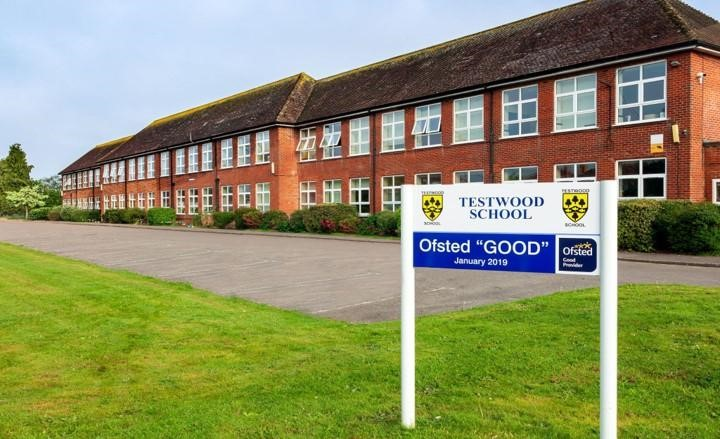 TESTWOOD
SCHOOL
TESTWOOD
SCHOOL
TESTWOOD
SCHOOL
Ofsted “GOOD”
January 2019
Ofsted
Good
Provider